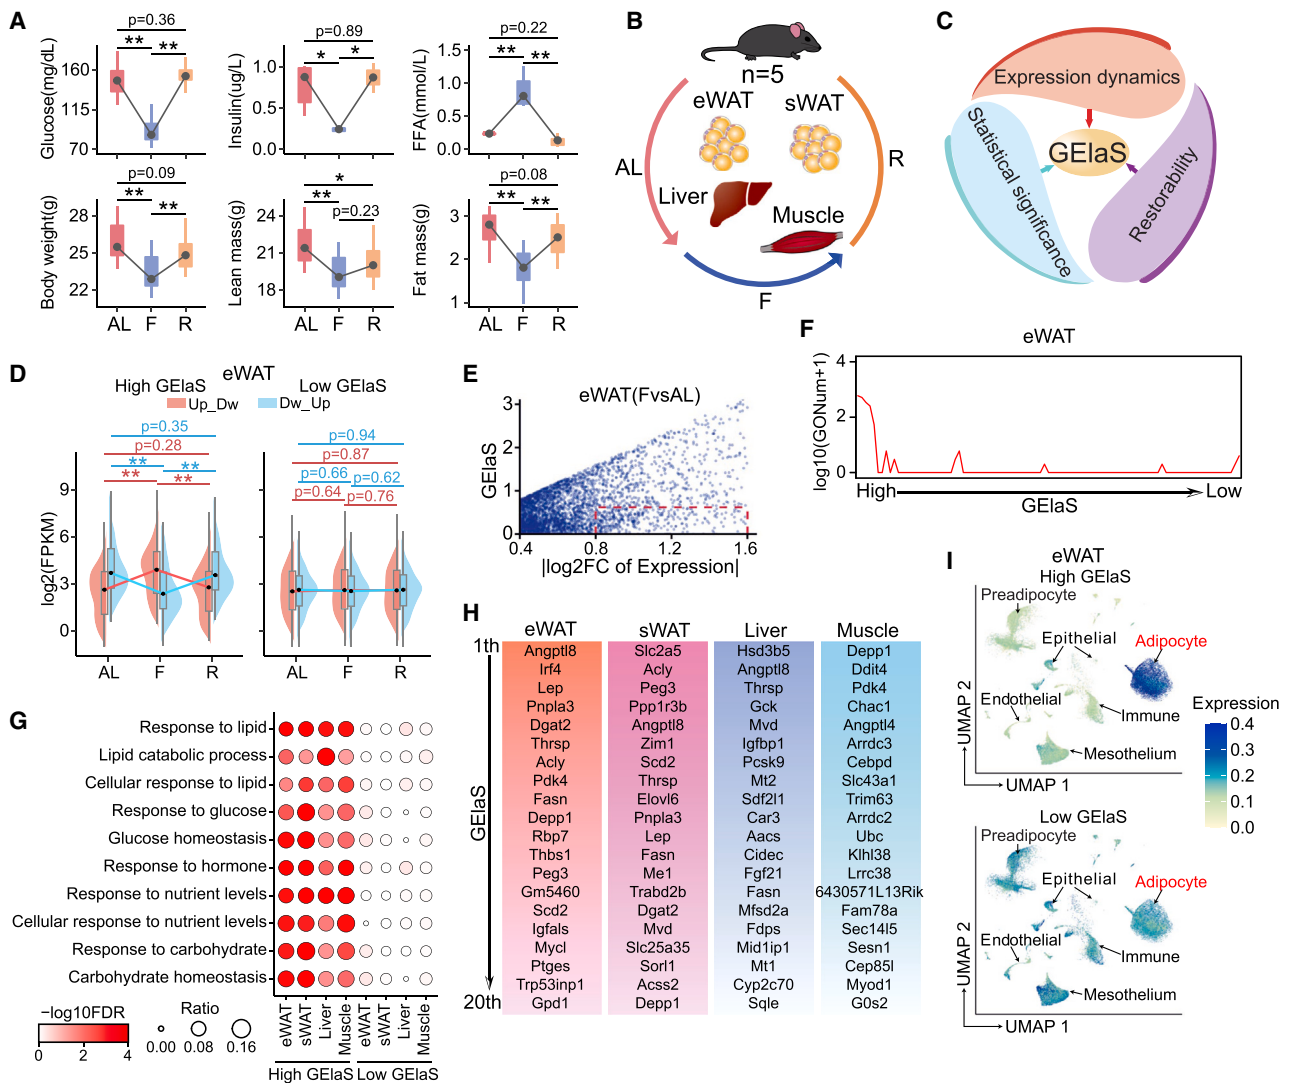 A
Glucose(mg/dL)
160
115
70
p=0.36
**
**
Insulin(ug/L)
1.0
0.5
0.0
p=0.89
*
*
FFA(mmol/L)
1.5
1.0
0.5
0.0
p=0.22
**
**
Body weight(g)
28
25
22
p=0.09
**
**
AL F R
Lean mass(g)
24
21
18
*
**
p=0.23
AL F R
Fat mass(g)
3
2
1
p=0.08
**
**
AL F R
B
n=5
eWAT
sWAT
Liver
Muscle
AL
R
F
C
Expression dynamics
Statistical significance
Restorability
GElaS
D
eWAT
High GElaS
Low GElaS
Up_Dw
Dw_Up
p=0.35
p=0.28
**
**
**
**
p=0.94
p=0.87
p=0.66
p=0.62
p=0.64
p=0.76
log2(FPKM)
9
6
3
0
AL F R
AL F R
E
eWAT(FvsAL)
GElaS
3
2
1
0
0.4 0.8 1.2 1.6
|log2FC of Expression|
F
eWAT
log10(GONum+1)
4
2
0
High
Low
GElaS
G
Response to lipid
Lipid catabolic process
Cellular response to lipid
Response to glucose
Glucose homeostasis
Response to hormone
Response to nutrient levels
Cellular response to nutrient levels
Response to carbohydrate
Carbohydrate homeostasis
−log10FDR
0 2 4
Ratio
0.00 0.08 0.16
eWAT
sWAT
Liver
Muscle
eWAT
sWAT
Liver
Muscle
High GElaS
Low GElaS
H
eWAT sWAT Liver Muscle
1th
GElaS
20th
Angptl8 Slc2a5 Hsd3b5 Depp1
Irf4 Acly Angptl8 Ddit4
Lep Peg3 Thrsp Pdk4
Pnpla3 Ppp1r3b Gck Chac1
Dgat2 Angptl8 Mvd Angptl4
Thrsp Zim1 Igfbp1 Arrdc3
Acly Scd2 Pcsk9 Cebpd
Pdk4 Thrsp Mt2 Slc43a1
Fasn Elovl6 Sdf2l1 Trim63
Depp1 Pnpla3 Car3 Arrdc2
Rbp7 Lep Aacs Ubc
Thbs1 Fasn Cidec Klhl38
Peg3 Me1 Fgf21 Lrrc38
Gm5460 Trabd2b Fasn 6430571L13Rik
Scd2 Dgat2 Mfsd2a Fam78a
Igfals Mvd Fdps Sec14l5
Mycl Slc25a35 Mid1ip1 Sesn1
Ptges Sorl1 Mt1 Cep85l
Trp53inp1 Acss2 Cyp2c70 Myod1
Gpd1 Depp1 Sqle G0s2
I
eWAT
High GElaS
Preadipocyte
Epithelial
Adipocyte
Endothelial
Immune
Mesothelium
UMAP 2
UMAP 1
Expression
0.4
0.3
0.2
0.1
0.0
Low GElaS
Preadipocyte
Epithelial
Adipocyte
Endothelial
Immune
Mesothelium
UMAP 2
UMAP 1